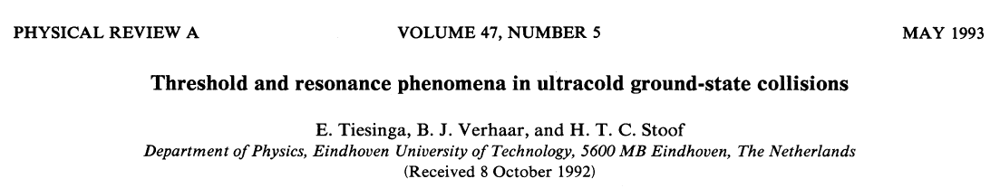 PHYSICAL REVIEW A VOLUME 47, NUMBER 5 MAY 1993
Threshold and resonance phenomena in ultracold ground-state collisions
E. Tiesinga, B. J. Verhaar, and H. T. C. Stoof
Department of Physics, Eindhoven University of Technology, 5600 MB Eindhoven, The Netherlands
(Received 8 October 1992)